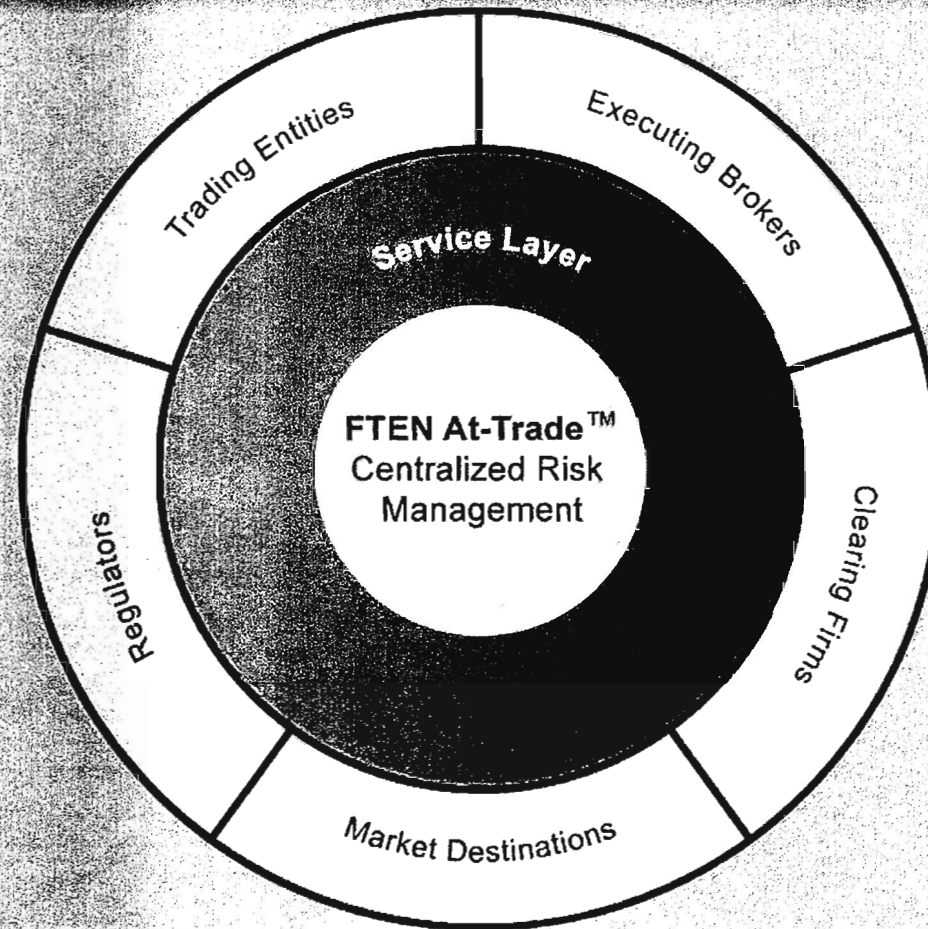 Trading Entities
Executing Brokers
Service Layer
FTEN At-Trade™
Centralized Risk
Management
Clearing Firms
Regulators
Market Destinations